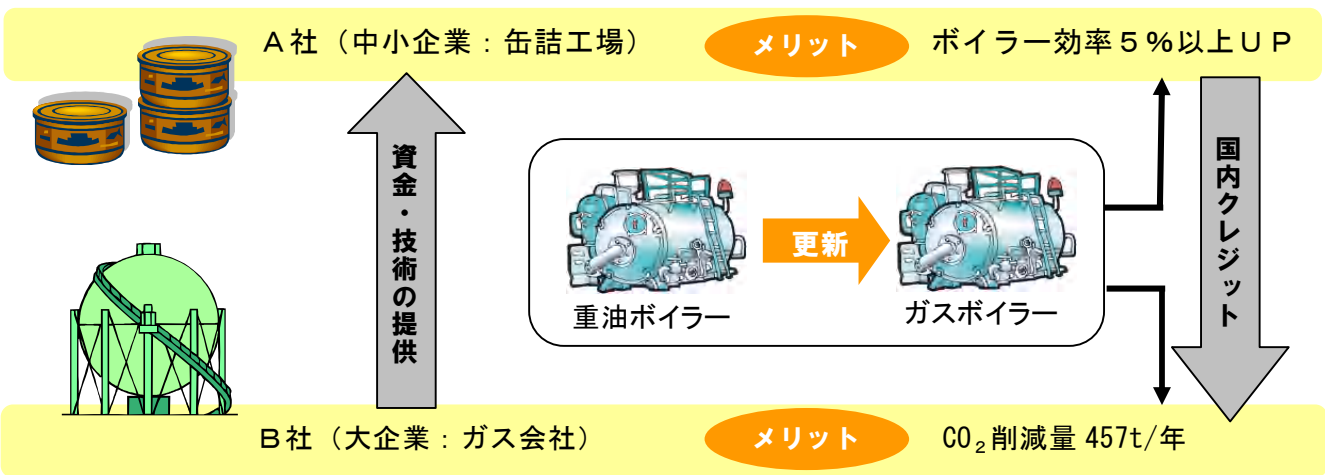 A社（中小企業：缶詰工場）
メリット
ボイラー効率５％以上ＵＰ
資金・技術の提供
重油ボイラー
更新
ガスボイラー
国内クレジット
B社（大企業：ガス会社）
メリット
CO₂削減量 457t/年